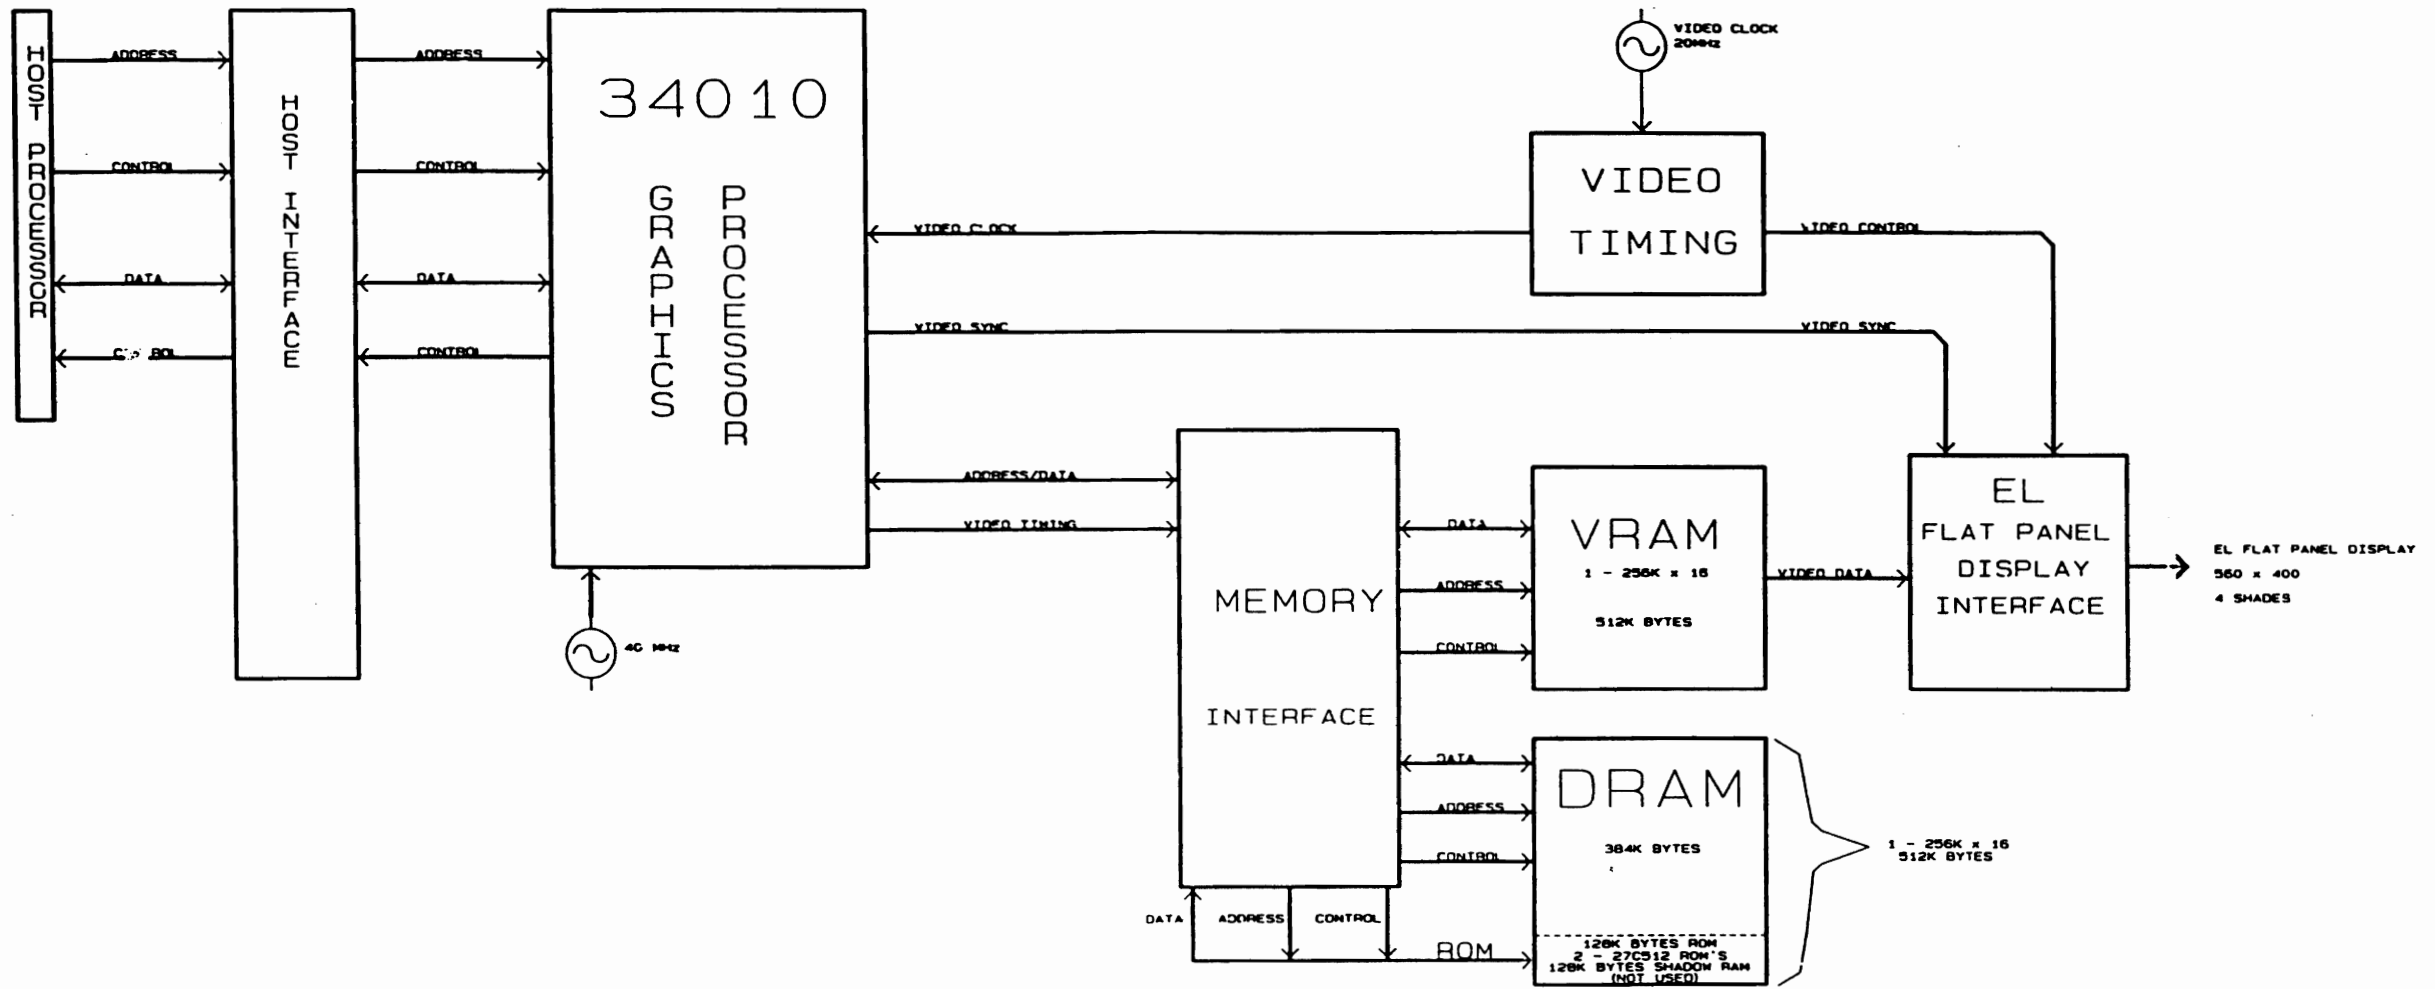 HOST PROCESSOR
ADDRESS
CONTROL
DATA
HOST INTERFACE
ADDRESS
CONTROL
DATA
CONTROL
34010
GRAPHICS PROCESSOR
40 MHz
VIDEO CLOCK
20MHz
VIDEO TIMING
VIDEO CLOCK
VIDEO CONTROL
VIDEO SYNC
VIDEO SYNC
ADDRESS/DATA
VIDEO TIMING
MEMORY
INTERFACE
DATA
ADDRESS
CONTROL
VRAM
1 - 256K x 16
512K BYTES
VIDEO DATA
EL
FLAT PANEL
DISPLAY
INTERFACE
EL FLAT PANEL DISPLAY
560 x 400
4 SHADES
DATA
ADDRESS
CONTROL
DRAM
384K BYTES
1 - 256K x 16
512K BYTES
DATA
ADDRESS
CONTROL
ROM
128K BYTES ROM
2 - 27C512 ROM'S
128K BYTES SHADOW RAM
(NOT USED)